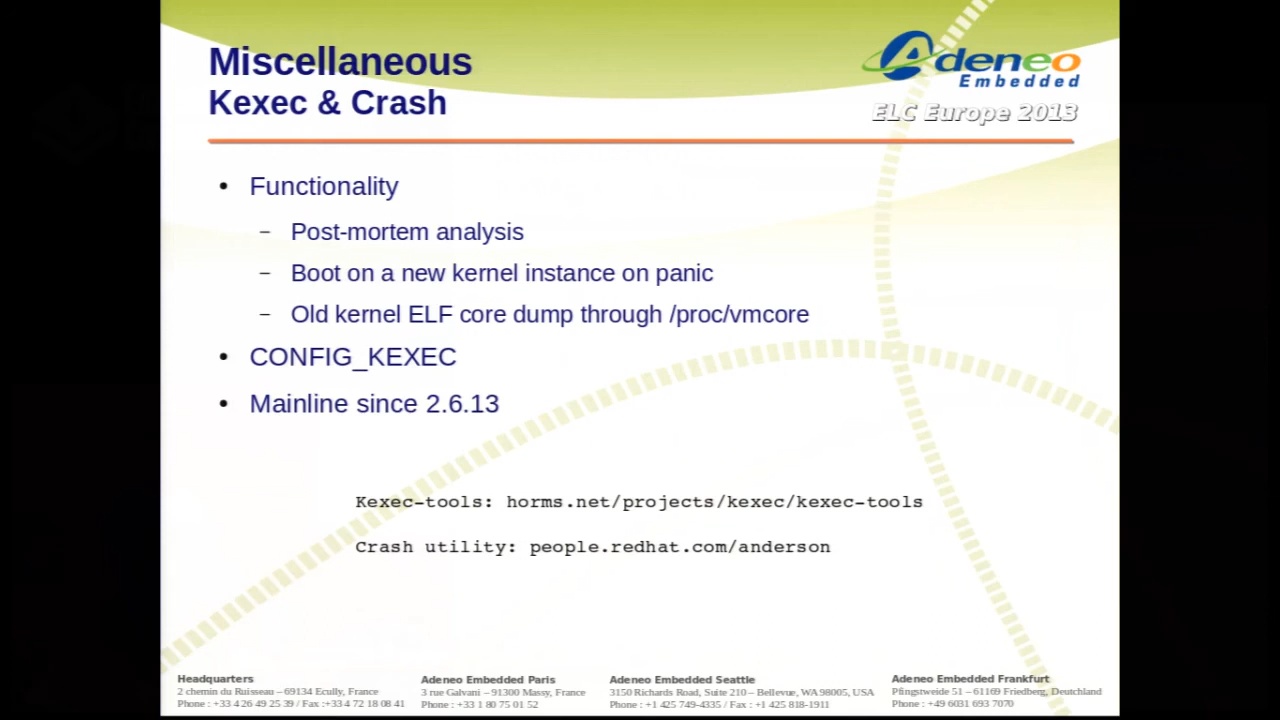 Miscellaneous
Kexec & Crash
Adeneo
Embedded
ELC Europe 2013
• Functionality
– Post-mortem analysis
– Boot on a new kernel instance on panic
– Old kernel ELF core dump through /proc/vmcore
• CONFIG_KEXEC
• Mainline since 2.6.13
Kexec-tools: horms.net/projects/kexec/kexec-tools
Crash utility: people.redhat.com/anderson
Headquarters
2 chemin du Ruisseau – 69134 Ecully, France
Phone : +33 4 26 49 25 39 / Fax :+33 4 72 18 08 41
Adeneo Embedded Paris
3 rue Galvani – 91300 Massy, France
Phone : +33 1 80 75 01 52
Adeneo Embedded Seattle
3150 Richards Road, Suite 210 – Bellevue, WA 98005, USA
Phone : +1 425 749-4335 / Fax : +1 425 818-1911
Adeneo Embedded Frankfurt
Pfingstweide 51 – 61169 Friedberg, Deutchland
Phone : +49 6031 693 7070